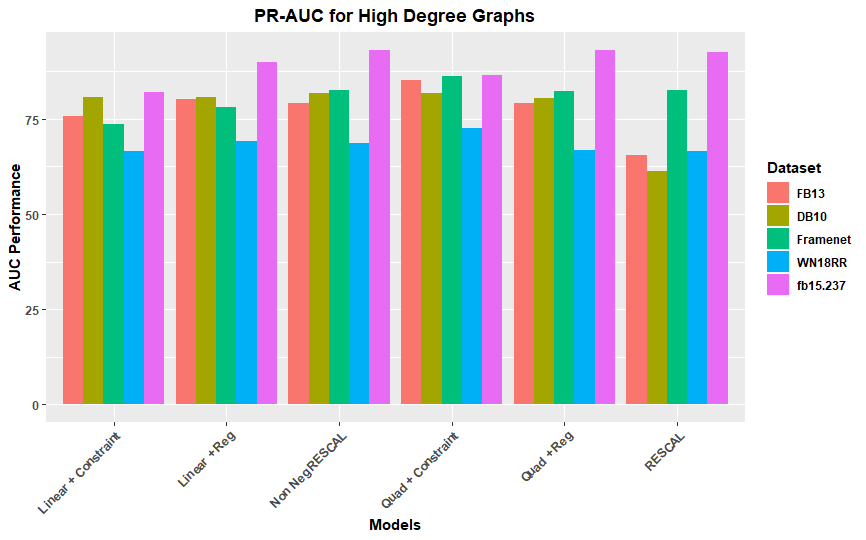 PR-AUC for High Degree Graphs
AUC Performance
75
50
25
0
Linear + Constraint
Linear +Reg
Non NegRESCAL
Quad + Constraint
Quad +Reg
RESCAL
Models
Dataset
FB13
DB10
Framenet
WN18RR
fb15.237